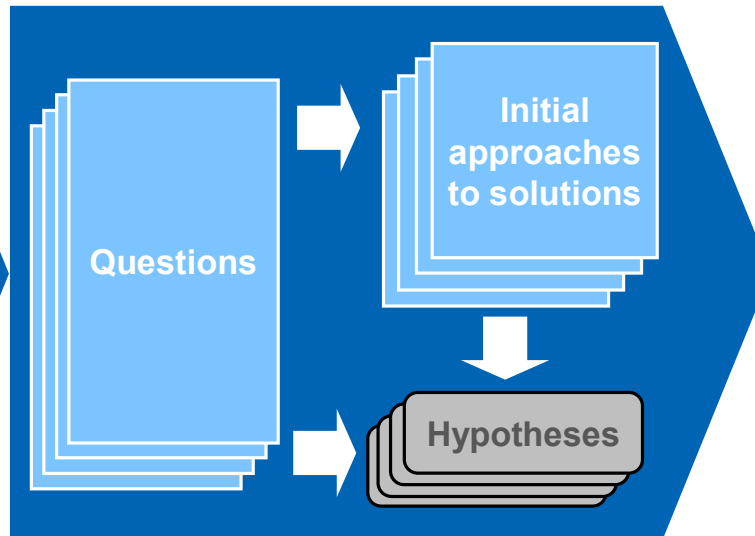 Questions
Initial
approaches
to solutions
Hypotheses